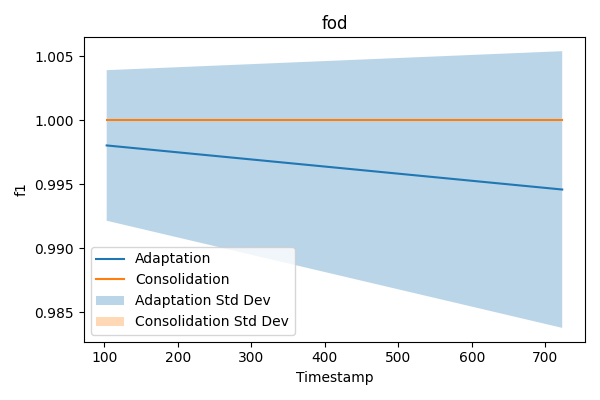 fod
1.005
1.000
0.995
0.990
0.985
f1
Adaptation
Consolidation
Adaptation Std Dev
Consolidation Std Dev
100 200 300 400 500 600 700
Timestamp